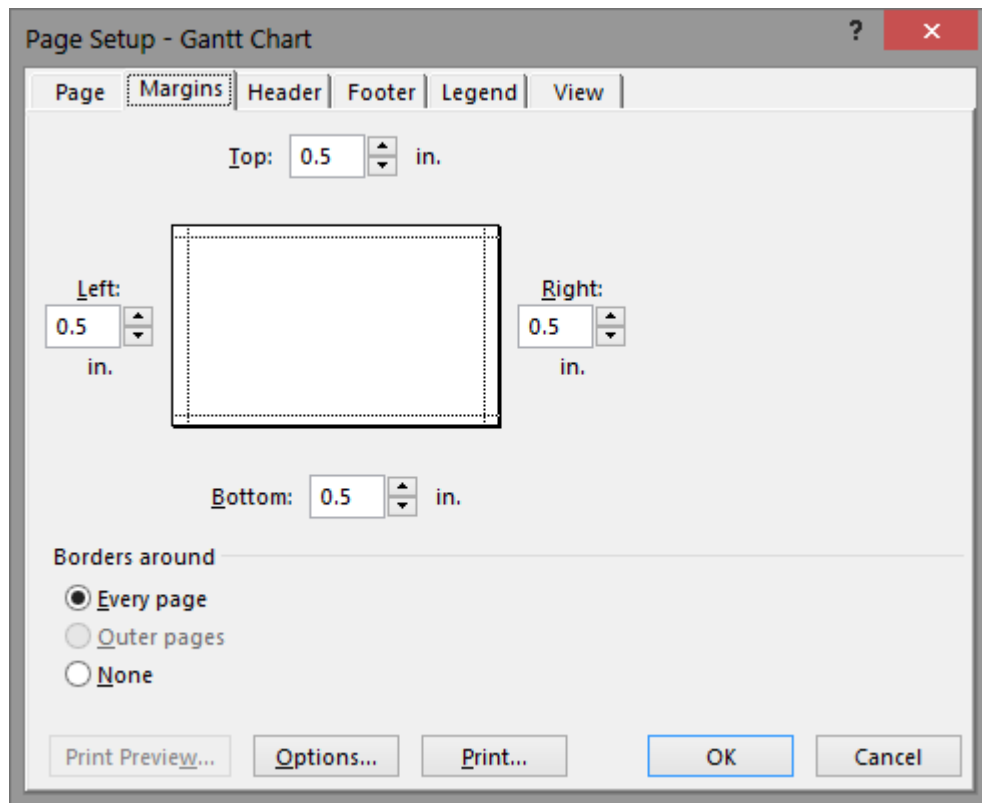 Page Setup - Gantt Chart ?
Page Margins Header Footer Legend View
Top: 0.5 in.
Left:
0.5
in.
Right:
0.5
in.
Bottom: 0.5 in.
Borders around
Every page
Outer pages
None
Print Preview... Options... Print... OK Cancel